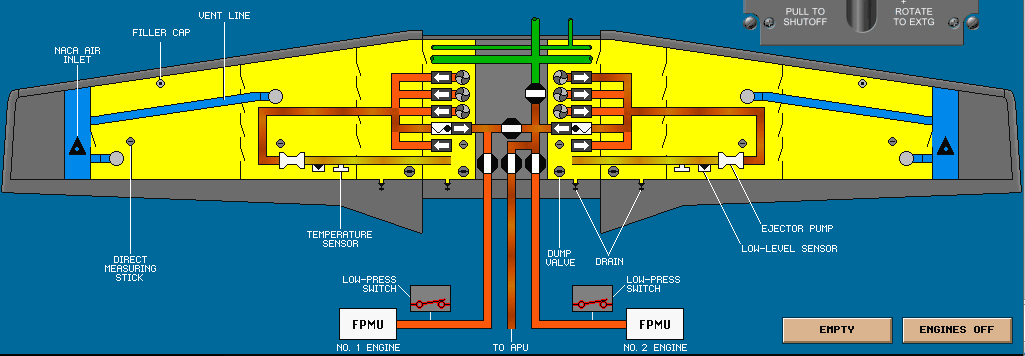 PULL TO
SHUTOFF
+
ROTATE
TO EXTG
VENT LINE
FILLER CAP
NACA AIR
INLET
TEMPERATURE
SENSOR
DIRECT
MEASURING
STICK
EJECTOR PUMP
LOW-LEVEL SENSOR
DUMP
VALVE
DRAIN
LOW-PRESS
SWITCH
LOW-PRESS
SWITCH
FPMU
FPMU
NO. 1 ENGINE
TO APU
NO. 2 ENGINE
EMPTY
ENGINES OFF